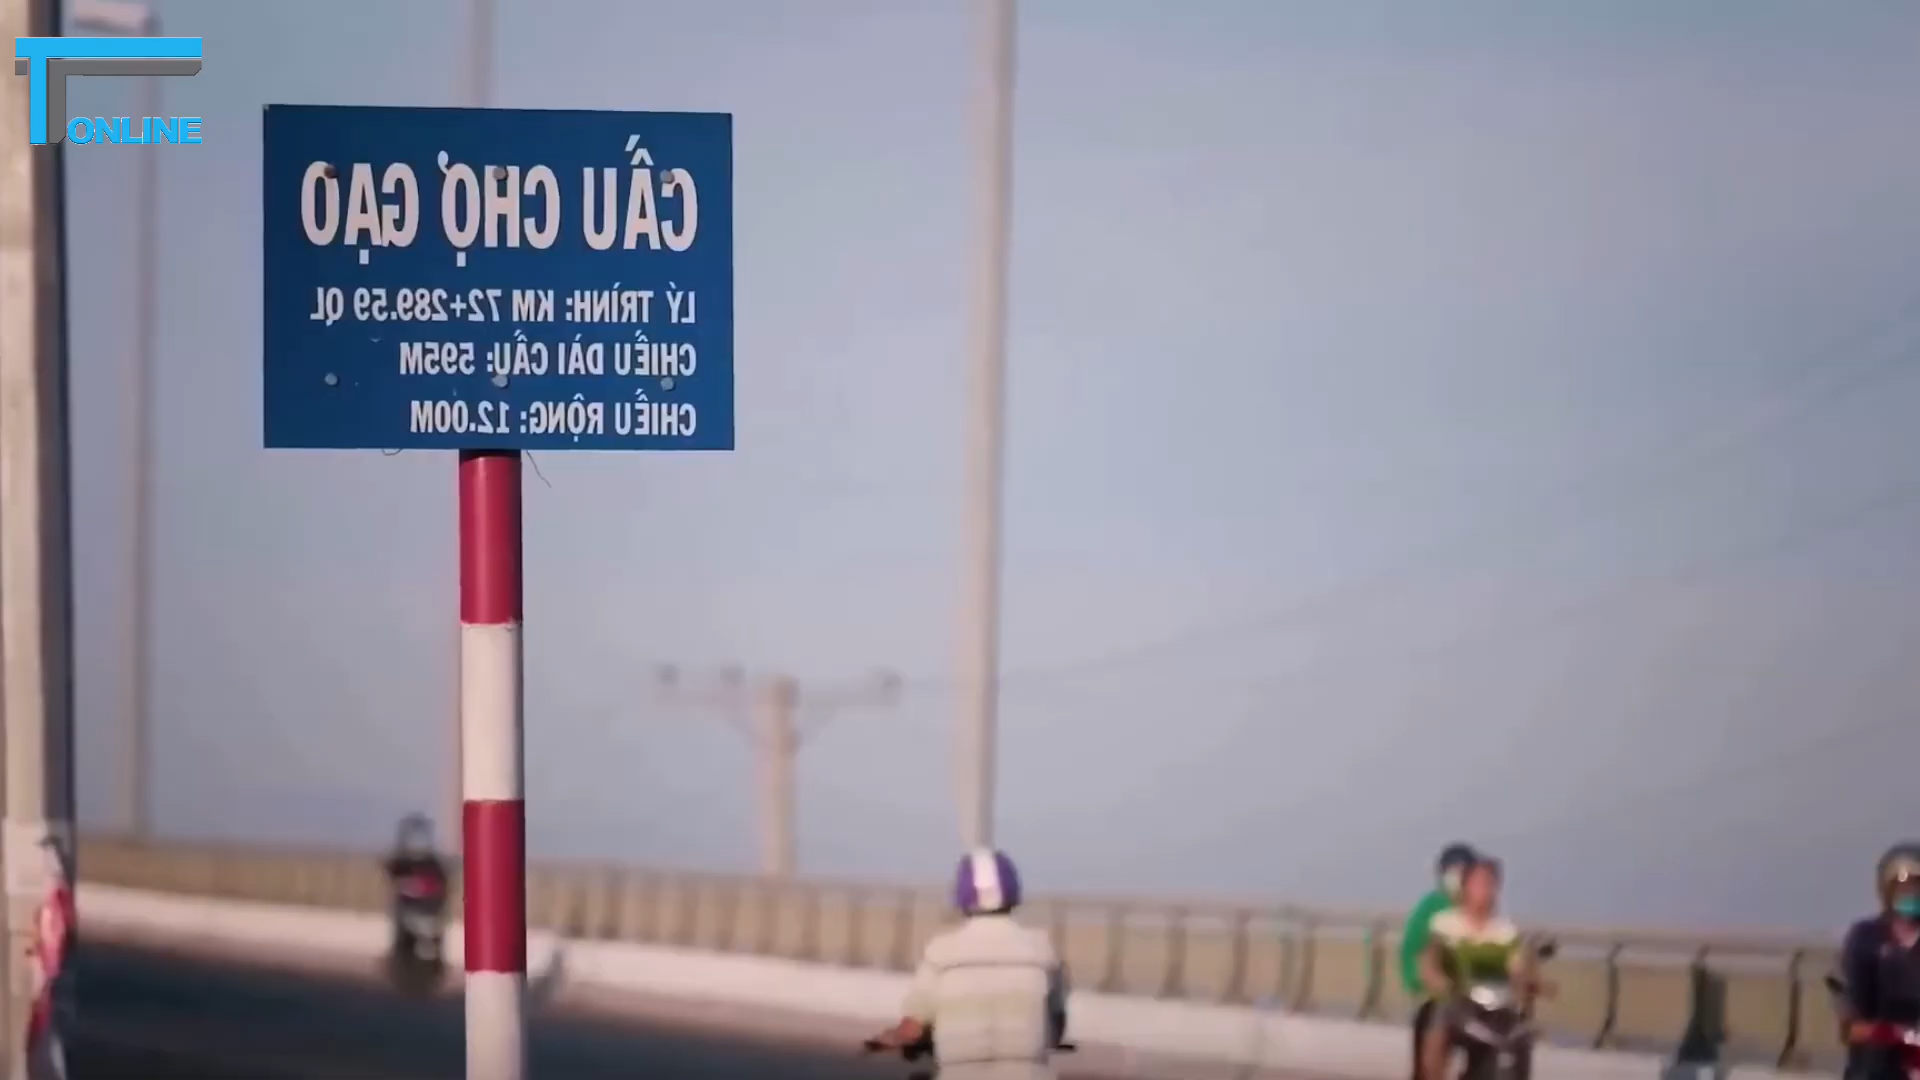 T
ONLINE
CẦU CHỢ GẠO
LÝ TRÌNH: KM 72+289.59 QL
CHIỀU DÀI CẦU: 595M
CHIỀU RỘNG: 12.00M